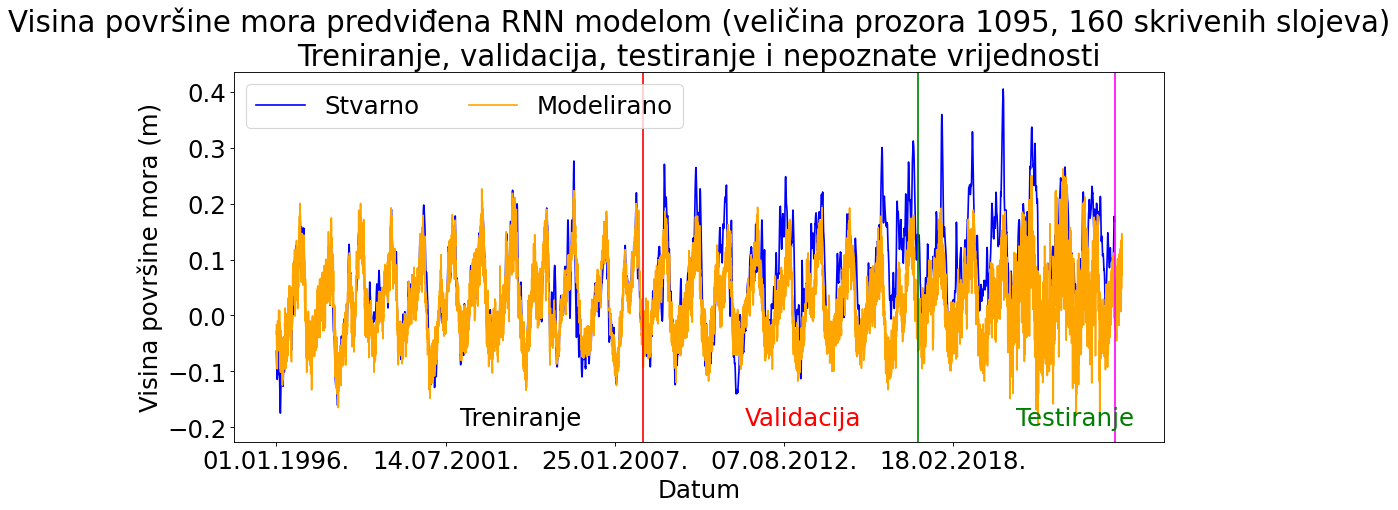 Visina površine mora predviđena RNN modelom (veličina prozora 1095, 160 skrivenih slojeva)
Treniranje, validacija, testiranje i nepoznate vrijednosti
Stvarno Modelirano
Visina površine mora (m)
0.4
0.3
0.2
0.1
0.0
−0.1
−0.2
Treniranje Validacija Testiranje
01.01.1996. 14.07.2001. 25.01.2007. 07.08.2012. 18.02.2018.
Datum